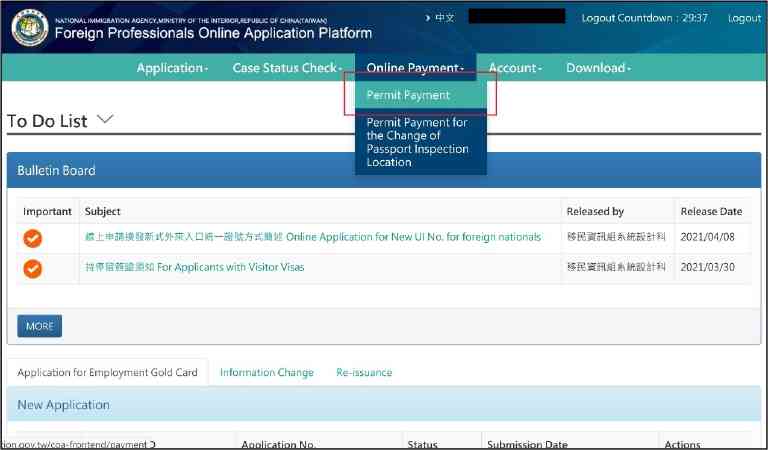 NATIONAL IMMIGRATION AGENCY,MINISTRY OF THE INTERIOR,REPUBLIC OF CHINA(TAIWAN)
Foreign Professionals Online Application Platform
中文
Logout Countdown : 29:37
Logout
Application
Case Status Check
Online Payment
Account
Download
Permit Payment
Permit Payment for
the Change of
Passport Inspection
Location
To Do List
Bulletin Board
Important Subject Released by Release Date
線上申請換發新式外來人口統一證號方式簡述 Online Application for New UI No. for foreign nationals 移民資訊組系統設計科 2021/04/08
持停留簽證須知 For Applicants with Visitor Visas 移民資訊組系統設計科 2021/03/30
MORE
Application for Employment Gold Card Information Change Re-issuance
New Application
Application No. Status Submission Date Actions
tion.gov.tw/coa-frontend/payment